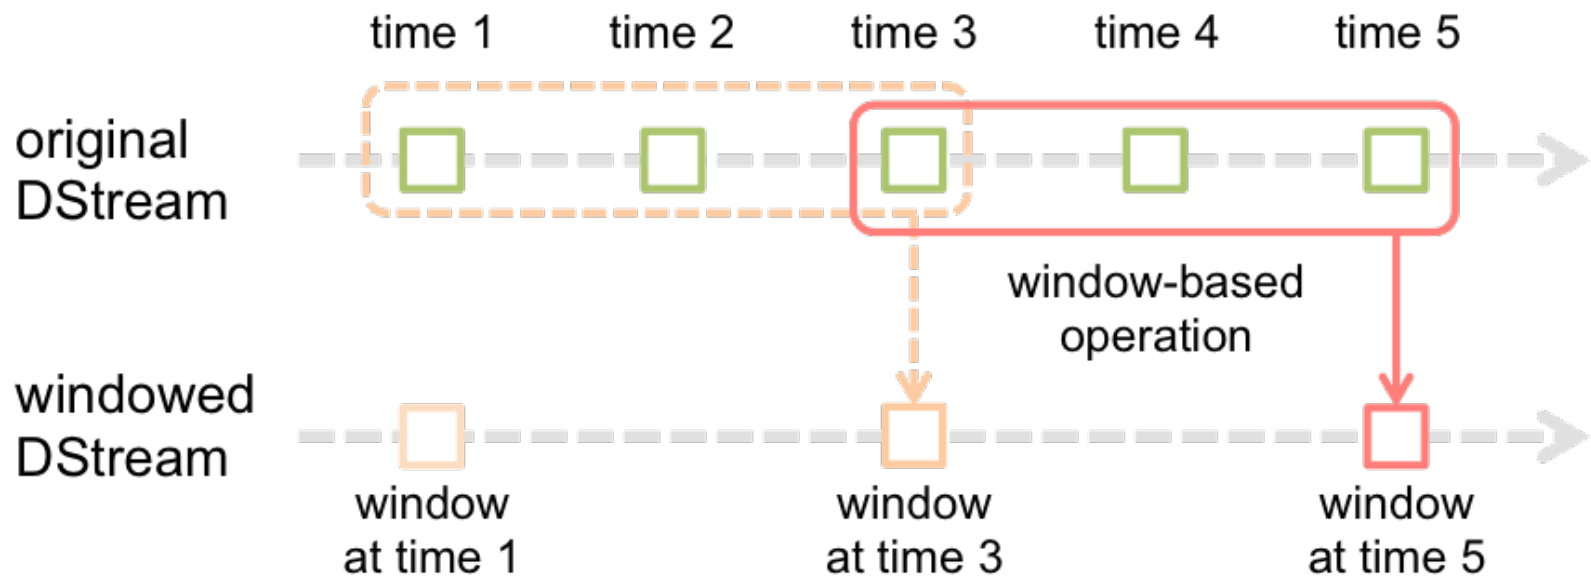 time 1
time 2
time 3
time 4
time 5
original
DStream
window-based
operation
windowed
DStream
window
at time 1
window
at time 3
window
at time 5